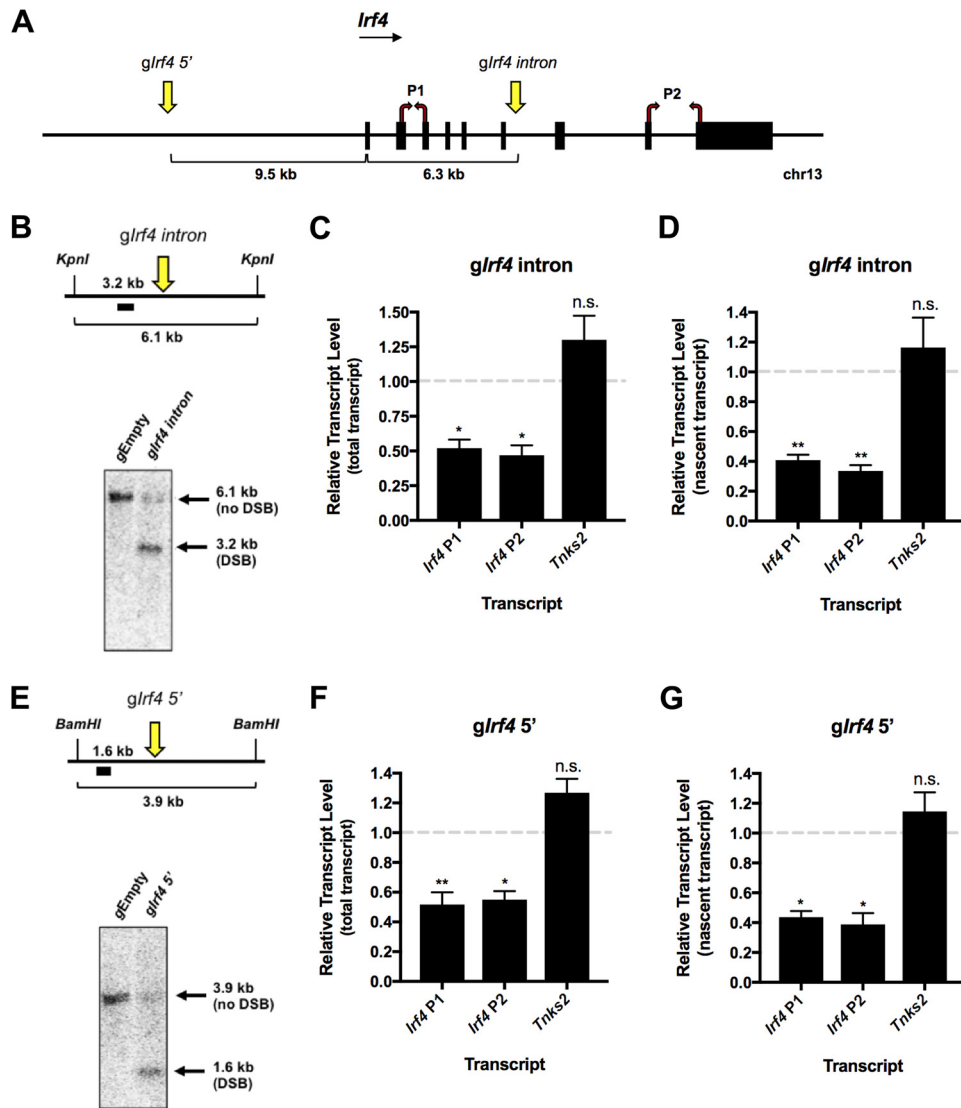 A
Irf4
gIrf4 5'
gIrf4 intron
P1
P2
9.5 kb
6.3 kb
chr13
B
gIrf4 intron
KpnI
KpnI
3.2 kb
6.1 kb
gEmpty
gIrf4 intron
6.1 kb
(no DSB)
3.2 kb
(DSB)
C
gIrf4 intron
Relative Transcript Level
(total transcript)
1.50
1.25
1.00
0.75
0.50
0.25
0.00
*
*
n.s.
Irf4 P1
Irf4 P2
Tnks2
Transcript
D
gIrf4 intron
Relative Transcript Level
(nascent transcript)
1.4
1.2
1.0
0.8
0.6
0.4
0.2
0.0
**
**
n.s.
Irf4 P1
Irf4 P2
Tnks2
Transcript
E
gIrf4 5'
BamHI
BamHI
1.6 kb
3.9 kb
gEmpty
gIrf4 5'
3.9 kb
(no DSB)
1.6 kb
(DSB)
F
gIrf4 5'
Relative Transcript Level
(total transcript)
1.4
1.2
1.0
0.8
0.6
0.4
0.2
0.0
**
*
n.s.
Irf4 P1
Irf4 P2
Tnks2
Transcript
G
gIrf4 5'
Relative Transcript Level
(nascent transcript)
1.4
1.2
1.0
0.8
0.6
0.4
0.2
0.0
*
*
n.s.
Irf4 P1
Irf4 P2
Tnks2
Transcript